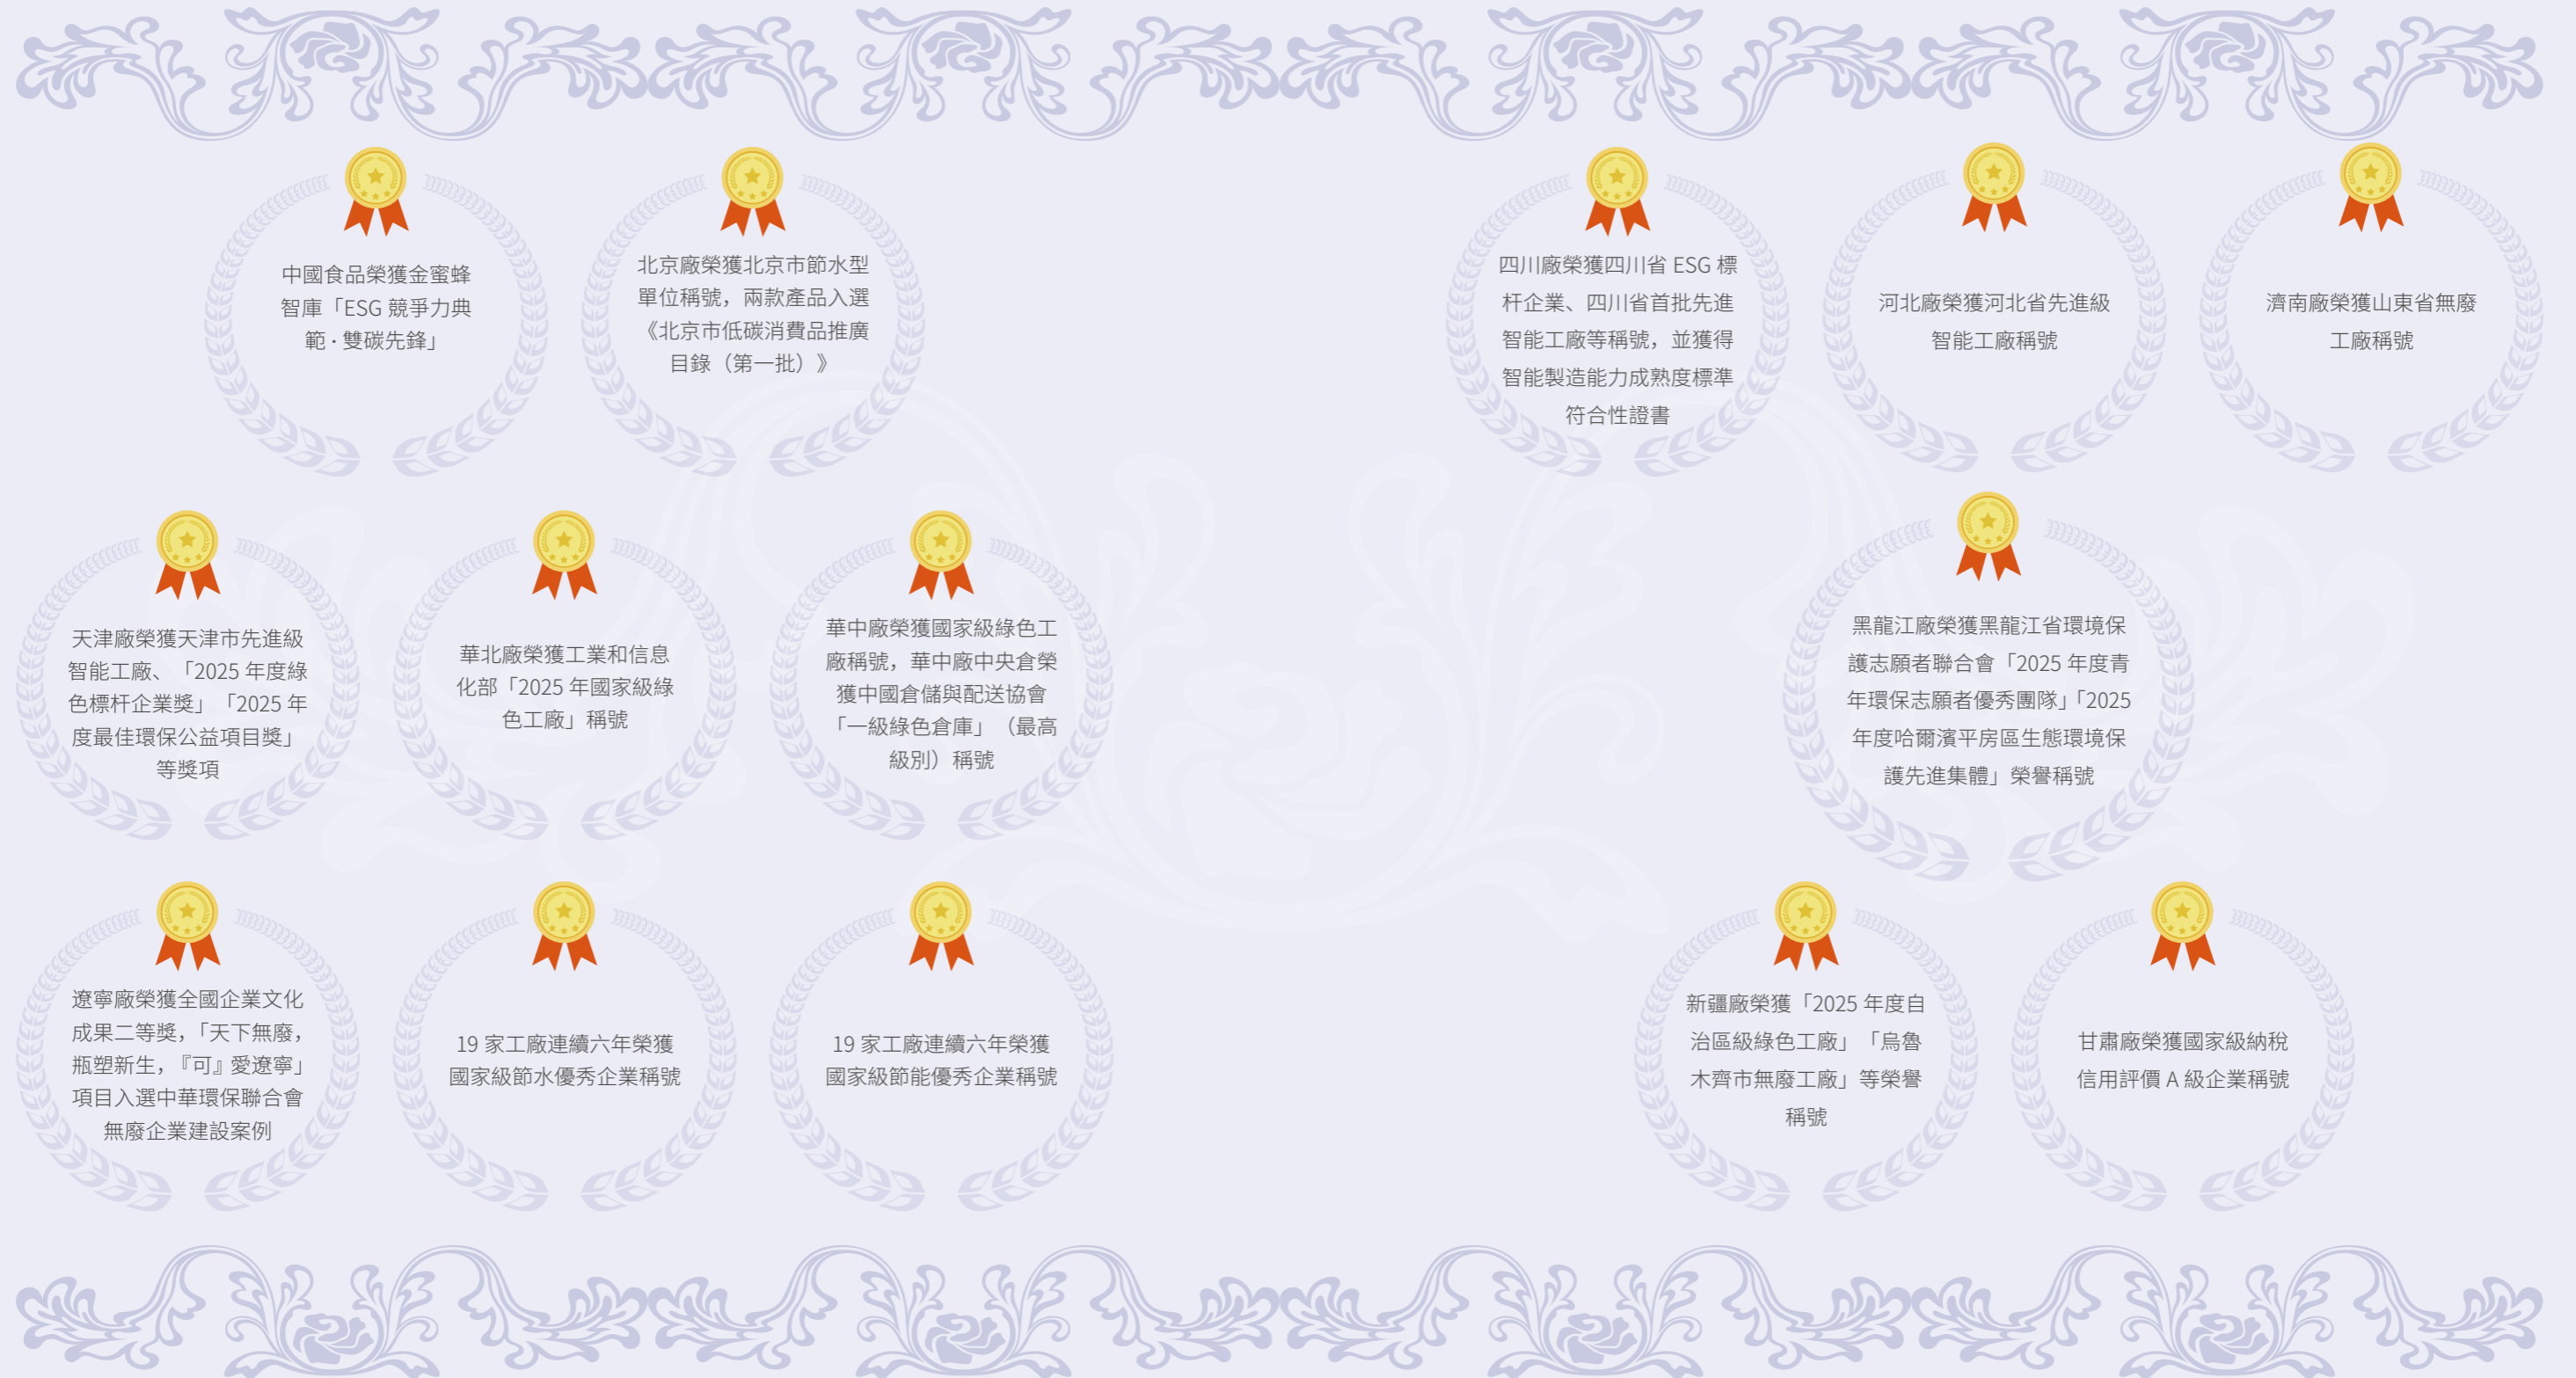 中國食品榮獲金蜜蜂
智庫「ESG 競爭力典
範·雙碳先鋒」
北京廠榮獲北京市節水型
單位稱號，兩款產品入選
《北京市低碳消費品推廣
目錄（第一批）》
天津廠榮獲天津市先進級
智能工廠、「2025 年度綠
色標杆企業獎」「2025 年
度最佳環保公益項目獎」
等獎項
華北廠榮獲工業和信息
化部「2025 年國家級綠
色工廠」稱號
華中廠榮獲國家級綠色工
廠稱號，華中廠中央倉榮
獲中國倉儲與配送協會
「一級綠色倉庫」（最高
級別）稱號
遼寧廠榮獲全國企業文化
成果二等獎，「天下無廢，
瓶塑新生，『可』愛遼寧」
項目入選中華環保聯合會
無廢企業建設案例
19 家工廠連續六年榮獲
國家級節水優秀企業稱號
19 家工廠連續六年榮獲
國家級節能優秀企業稱號
四川廠榮獲四川省 ESG 標
杆企業、四川省首批先進
智能工廠等稱號，並獲得
智能製造能力成熟度標準
符合性證書
河北廠榮獲河北省先進級
智能工廠稱號
濟南廠榮獲山東省無廢
工廠稱號
黑龍江廠榮獲黑龍江省環境保
護志願者聯合會「2025 年度青
年環保志願者優秀團隊」「2025
年度哈爾濱平房區生態環境保
護先進集體」榮譽稱號
新疆廠榮獲「2025 年度自
治區級綠色工廠」「烏魯
木齊市無廢工廠」等榮譽
稱號
甘肅廠榮獲國家級納稅
信用評價 A 級企業稱號